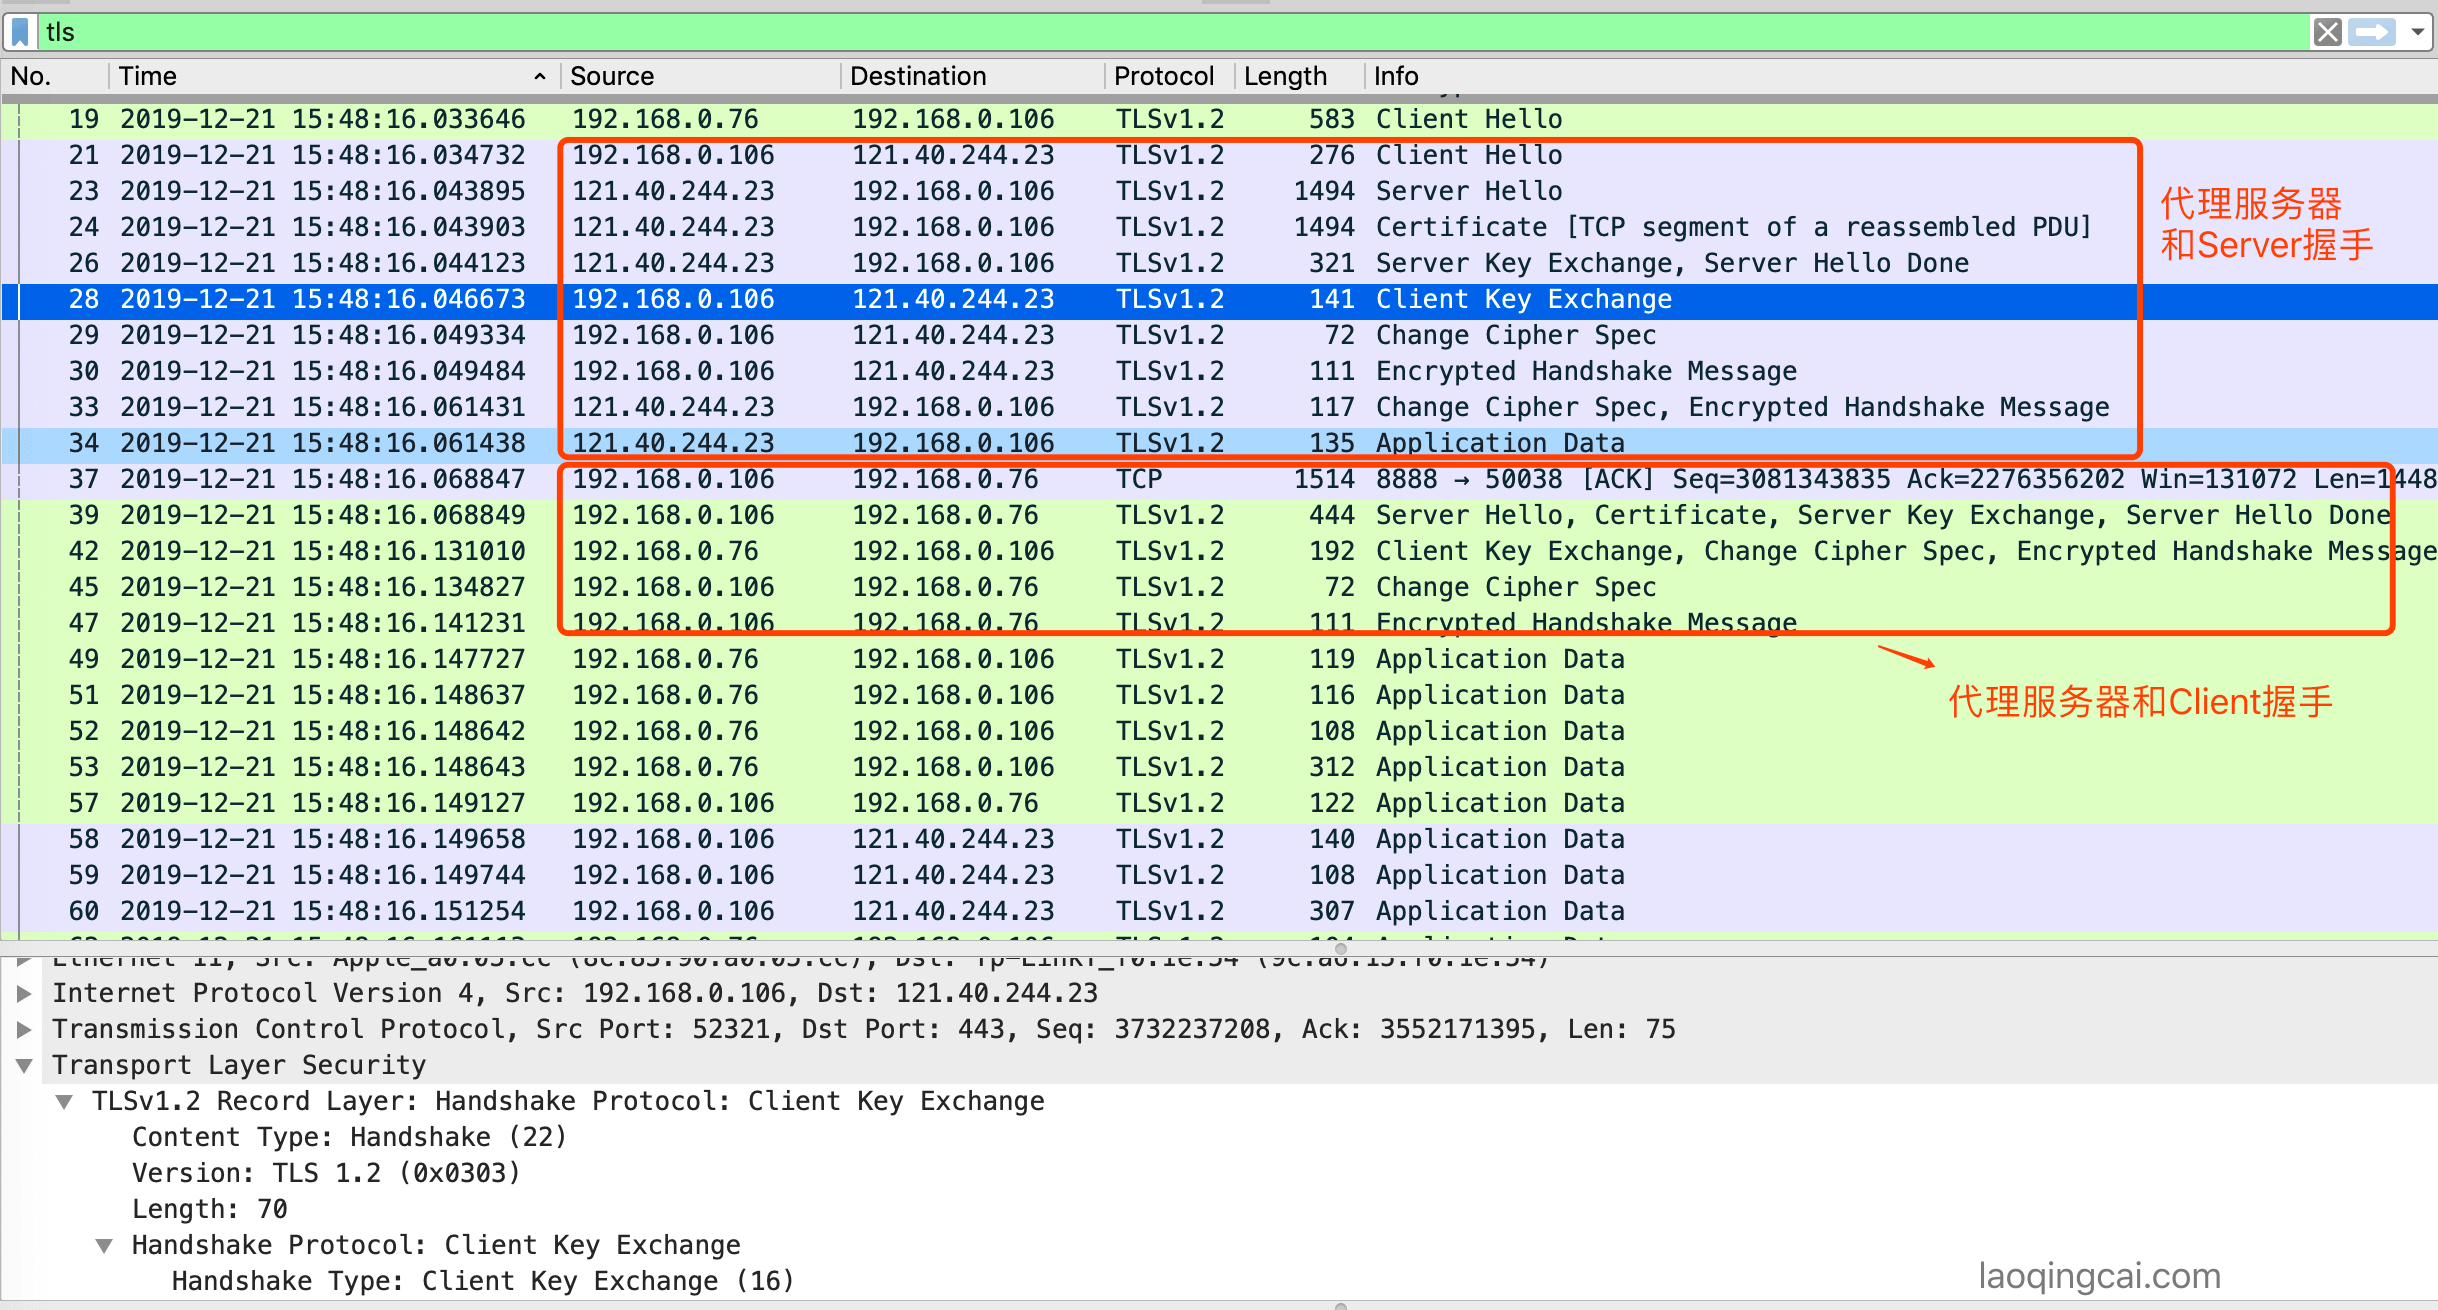 tls
No. Time Source Destination Protocol Length Info
19 2019-12-21 15:48:16.033646 192.168.0.76 192.168.0.106 TLSv1.2 583 Client Hello
21 2019-12-21 15:48:16.034732 192.168.0.106 121.40.244.23 TLSv1.2 276 Client Hello
23 2019-12-21 15:48:16.043895 121.40.244.23 192.168.0.106 TLSv1.2 1494 Server Hello
24 2019-12-21 15:48:16.043903 121.40.244.23 192.168.0.106 TLSv1.2 1494 Certificate [TCP segment of a reassembled PDU]
26 2019-12-21 15:48:16.044123 121.40.244.23 192.168.0.106 TLSv1.2 321 Server Key Exchange, Server Hello Done
代理服务器
和Server握手
28 2019-12-21 15:48:16.046673 192.168.0.106 121.40.244.23 TLSv1.2 141 Client Key Exchange
29 2019-12-21 15:48:16.049334 192.168.0.106 121.40.244.23 TLSv1.2 72 Change Cipher Spec
30 2019-12-21 15:48:16.049484 192.168.0.106 121.40.244.23 TLSv1.2 111 Encrypted Handshake Message
33 2019-12-21 15:48:16.061431 121.40.244.23 192.168.0.106 TLSv1.2 117 Change Cipher Spec, Encrypted Handshake Message
34 2019-12-21 15:48:16.061438 121.40.244.23 192.168.0.106 TLSv1.2 135 Application Data
37 2019-12-21 15:48:16.068847 192.168.0.106 192.168.0.76 TCP 1514 8888 → 50038 [ACK] Seq=3081343835 Ack=2276356202 Win=131072 Len=1448
39 2019-12-21 15:48:16.068849 192.168.0.106 192.168.0.76 TLSv1.2 444 Server Hello, Certificate, Server Key Exchange, Server Hello Done
42 2019-12-21 15:48:16.131010 192.168.0.76 192.168.0.106 TLSv1.2 192 Client Key Exchange, Change Cipher Spec, Encrypted Handshake Message
45 2019-12-21 15:48:16.134827 192.168.0.106 192.168.0.76 TLSv1.2 72 Change Cipher Spec
47 2019-12-21 15:48:16.141231 192.168.0.106 192.168.0.76 TLSv1.2 111 Encrypted Handshake Message
49 2019-12-21 15:48:16.147727 192.168.0.76 192.168.0.106 TLSv1.2 119 Application Data
51 2019-12-21 15:48:16.148637 192.168.0.76 192.168.0.106 TLSv1.2 116 Application Data
代理服务器和Client握手
52 2019-12-21 15:48:16.148642 192.168.0.76 192.168.0.106 TLSv1.2 108 Application Data
53 2019-12-21 15:48:16.148643 192.168.0.76 192.168.0.106 TLSv1.2 312 Application Data
57 2019-12-21 15:48:16.149127 192.168.0.106 192.168.0.76 TLSv1.2 122 Application Data
58 2019-12-21 15:48:16.149658 192.168.0.106 121.40.244.23 TLSv1.2 140 Application Data
59 2019-12-21 15:48:16.149744 192.168.0.106 121.40.244.23 TLSv1.2 108 Application Data
60 2019-12-21 15:48:16.151254 192.168.0.106 121.40.244.23 TLSv1.2 307 Application Data
Internet Protocol Version 4, Src: 192.168.0.106, Dst: 121.40.244.23
Transmission Control Protocol, Src Port: 52321, Dst Port: 443, Seq: 3732237208, Ack: 3552171395, Len: 75
Transport Layer Security
TLSv1.2 Record Layer: Handshake Protocol: Client Key Exchange
Content Type: Handshake (22)
Version: TLS 1.2 (0x0303)
Length: 70
Handshake Protocol: Client Key Exchange
Handshake Type: Client Key Exchange (16)
laoqingcai.com